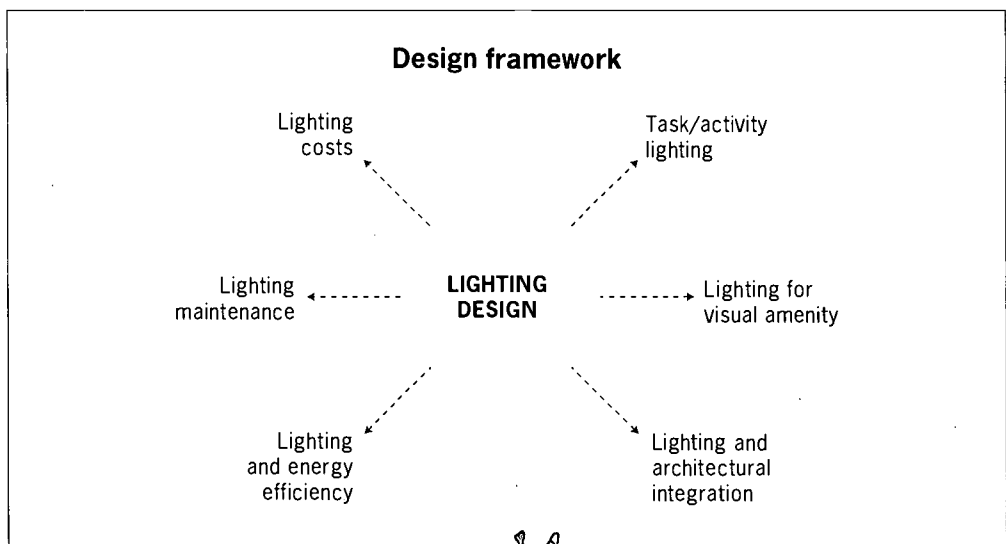 Design framework
Lighting
costs
Task/activity
lighting
Lighting
maintenance
LIGHTING
DESIGN
Lighting for
visual amenity
Lighting
and energy
efficiency
Lighting and
architectural
integration